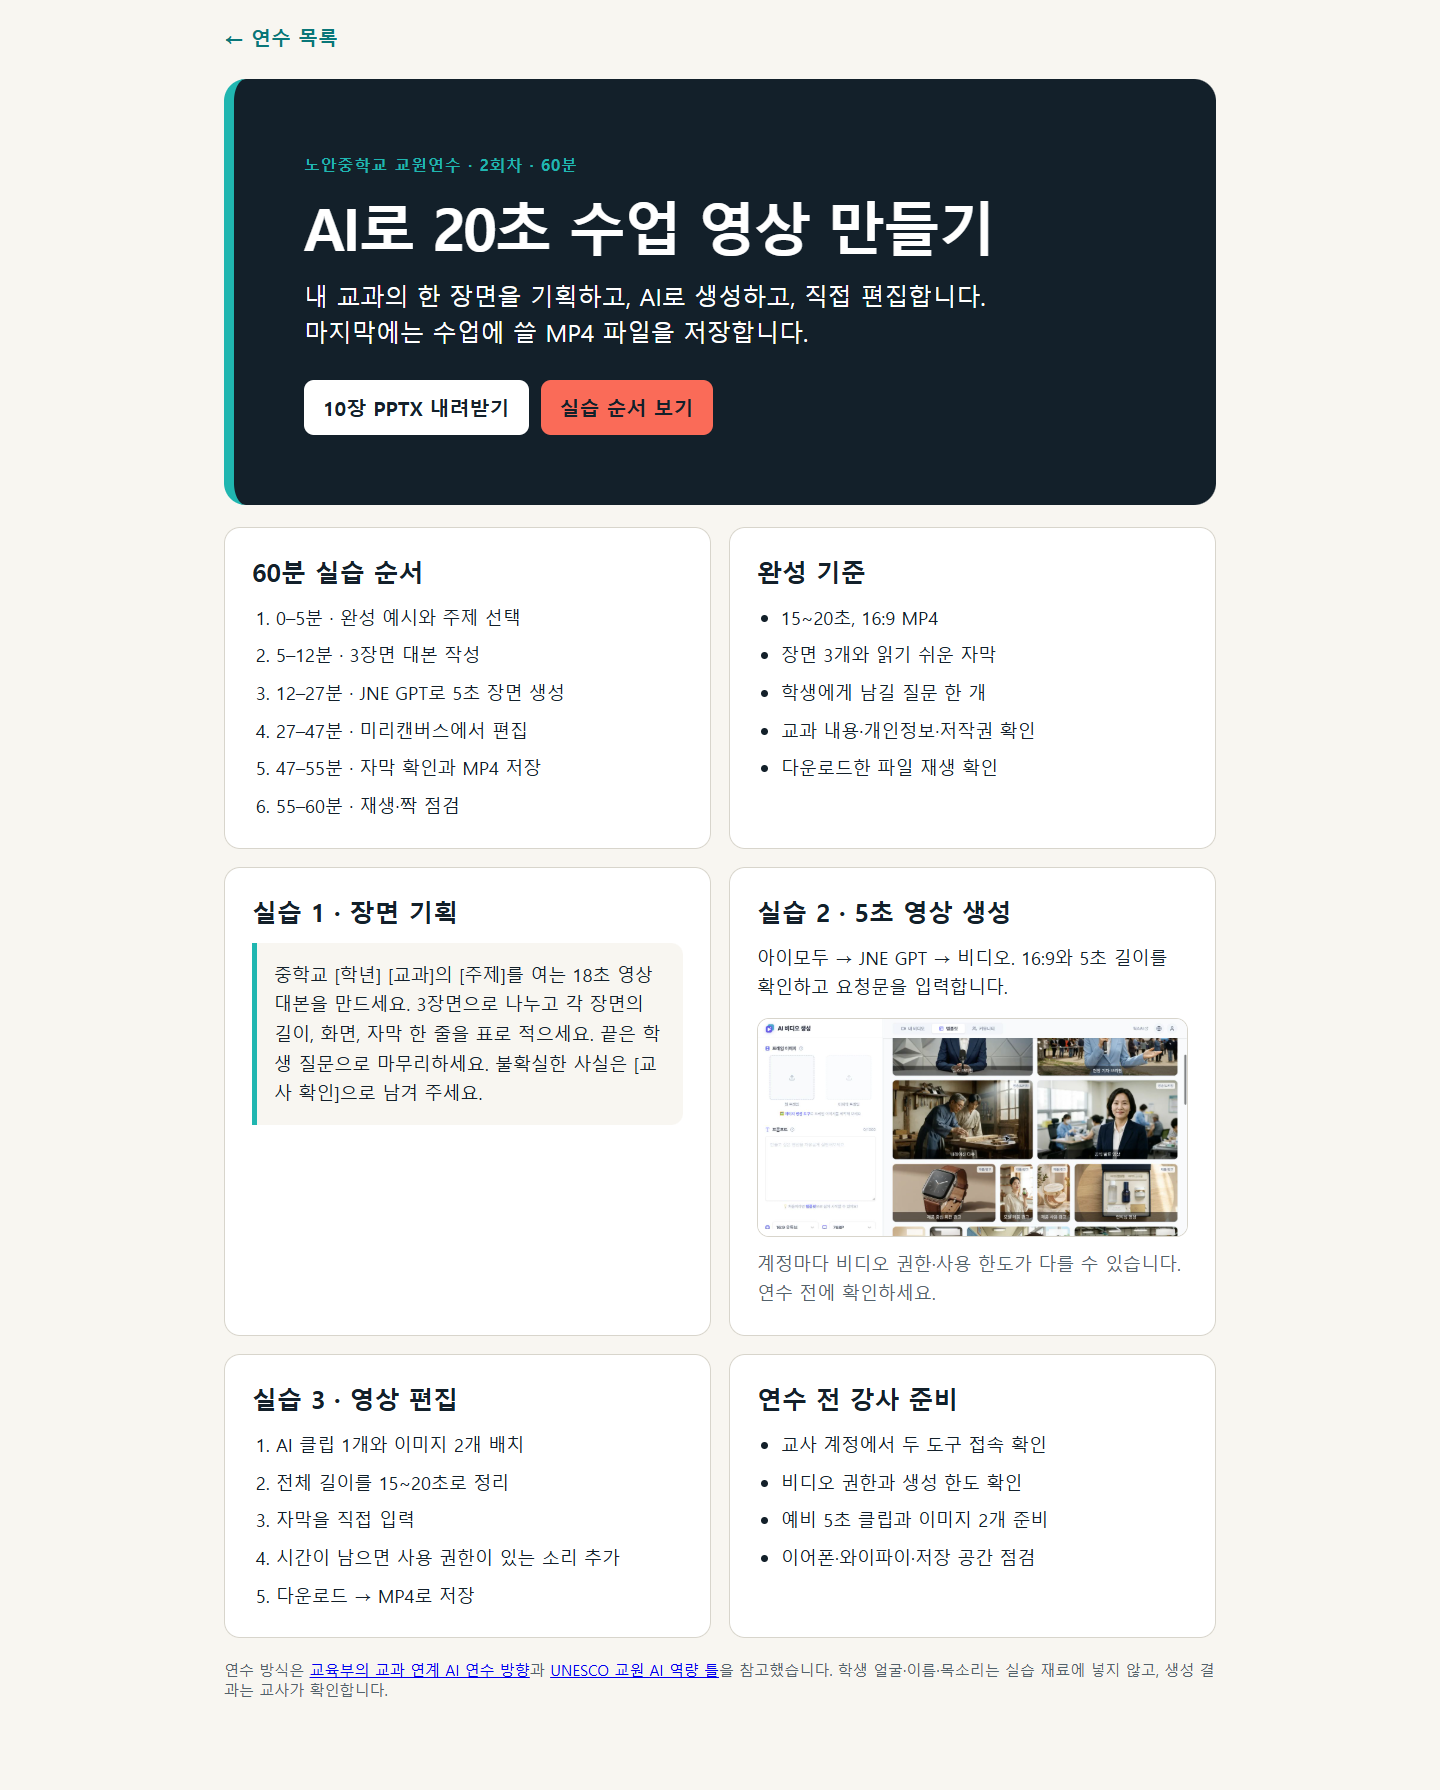 ← 연수 목록
노안중학교 교원연수 · 2회차 · 60분
AI로 20초 수업 영상 만들기
내 교과의 한 장면을 기획하고, AI로 생성하고, 직접 편집합니다.
마지막에는 수업에 쓸 MP4 파일을 저장합니다.
10장 PPTX 내려받기
실습 순서 보기
60분 실습 순서
1. 0–5분 · 완성 예시와 주제 선택
2. 5–12분 · 3장면 대본 작성
3. 12–27분 · JNE GPT로 5초 장면 생성
4. 27–47분 · 미리캔버스에서 편집
5. 47–55분 · 자막 확인과 MP4 저장
6. 55–60분 · 재생·짝 점검
완성 기준
• 15~20초, 16:9 MP4
• 장면 3개와 읽기 쉬운 자막
• 학생에게 남길 질문 한 개
• 교과 내용·개인정보·저작권 확인
• 다운로드한 파일 재생 확인
실습 1 · 장면 기획
중학교 [학년] [교과]의 [주제]를 여는 18초 영상
대본을 만드세요. 3장면으로 나누고 각 장면의
길이, 화면, 자막 한 줄을 표로 적으세요. 끝은 학
생 질문으로 마무리하세요. 불확실한 사실은 [교
사 확인]으로 남겨 주세요.
실습 2 · 5초 영상 생성
아이모두 → JNE GPT → 비디오. 16:9와 5초 길이를
확인하고 요청문을 입력합니다.
AI 비디오 생성
계정마다 비디오 권한·사용 한도가 다를 수 있습니다.
연수 전에 확인하세요.
실습 3 · 영상 편집
1. AI 클립 1개와 이미지 2개 배치
2. 전체 길이를 15~20초로 정리
3. 자막을 직접 입력
4. 시간이 남으면 사용 권한이 있는 소리 추가
5. 다운로드 → MP4로 저장
연수 전 강사 준비
• 교사 계정에서 두 도구 접속 확인
• 비디오 권한과 생성 한도 확인
• 예비 5초 클립과 이미지 2개 준비
• 이어폰·와이파이·저장 공간 점검
연수 방식은 교육부의 교과 연계 AI 연수 방향과 UNESCO 교원 AI 역량 틀을 참고했습니다. 학생 얼굴·이름·목소리는 실습 재료에 넣지 않고, 생성 결
과는 교사가 확인합니다.